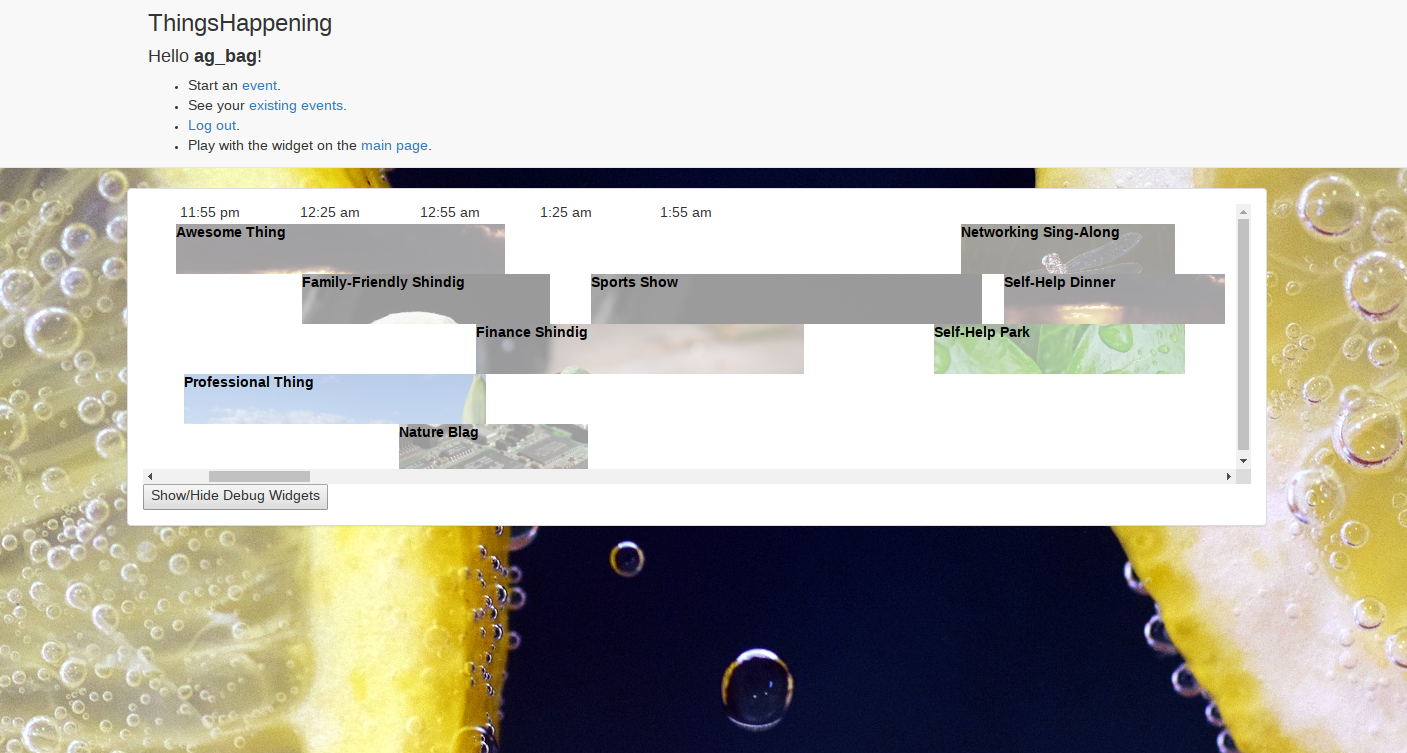 ThingsHappening
Hello ag_bag!
Start an event.
See your existing events.
Log out.
Play with the widget on the main page.
11:55 pm 12:25 am 12:55 am 1:25 am 1:55 am
Awesome Thing Networking Sing-Along
Family-Friendly Shindig Sports Show Self-Help Dinner
Finance Shindig Self-Help Park
Professional Thing
Nature Blag
Show/Hide Debug Widgets